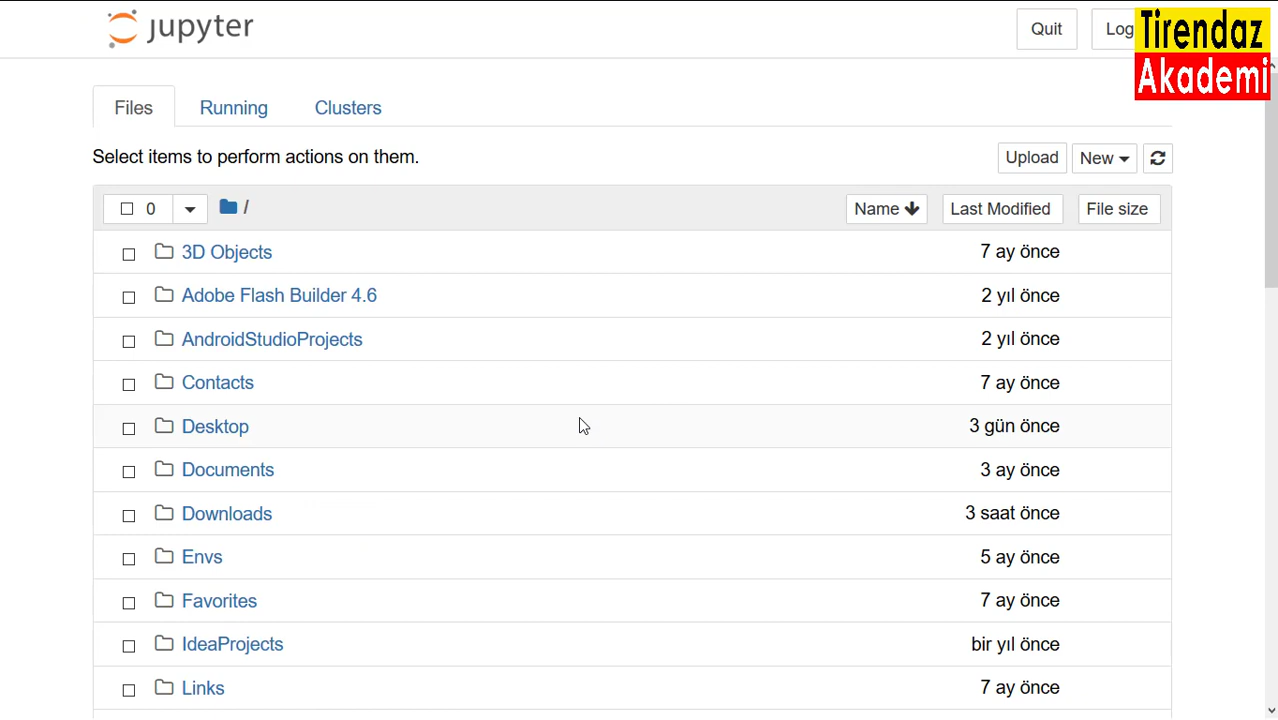 jupyter
Quit
Log
Tirendaz
Akademi
Files Running Clusters
Select items to perform actions on them.
Upload New
0 / Name Last Modified File size
3D Objects 7 ay önce
Adobe Flash Builder 4.6 2 yıl önce
AndroidStudioProjects 2 yıl önce
Contacts 7 ay önce
Desktop 3 gün önce
Documents 3 ay önce
Downloads 3 saat önce
Envs 5 ay önce
Favorites 7 ay önce
IdeaProjects bir yıl önce
Links 7 ay önce